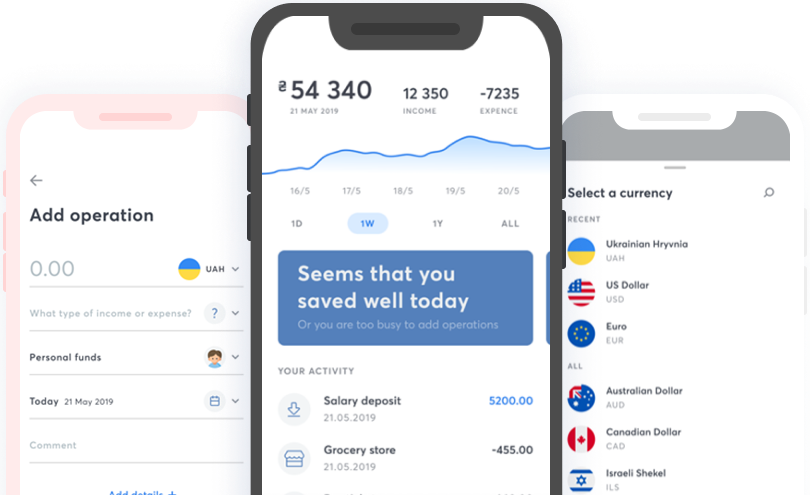 Add operation
0.00
UAH
What type of income or expense?
?
Personal funds
Today 21 May 2019
Comment
Add details +
₴54 340
21 MAY 2019
12 350
INCOME
-7235
EXPENCE
16/5 17/5 18/5 19/5 20/5
1D 1W 1Y ALL
Seems that you
saved well today
Or you are too busy to add operations
YOUR ACTIVITY
Salary deposit 5200.00
21.05.2019
Grocery store -455.00
21.05.2019
Select a currency
RECENT
Ukrainian Hryvnia
UAH
US Dollar
USD
Euro
EUR
ALL
Australian Dollar
AUD
Canadian Dollar
CAD
Israeli Shekel
ILS